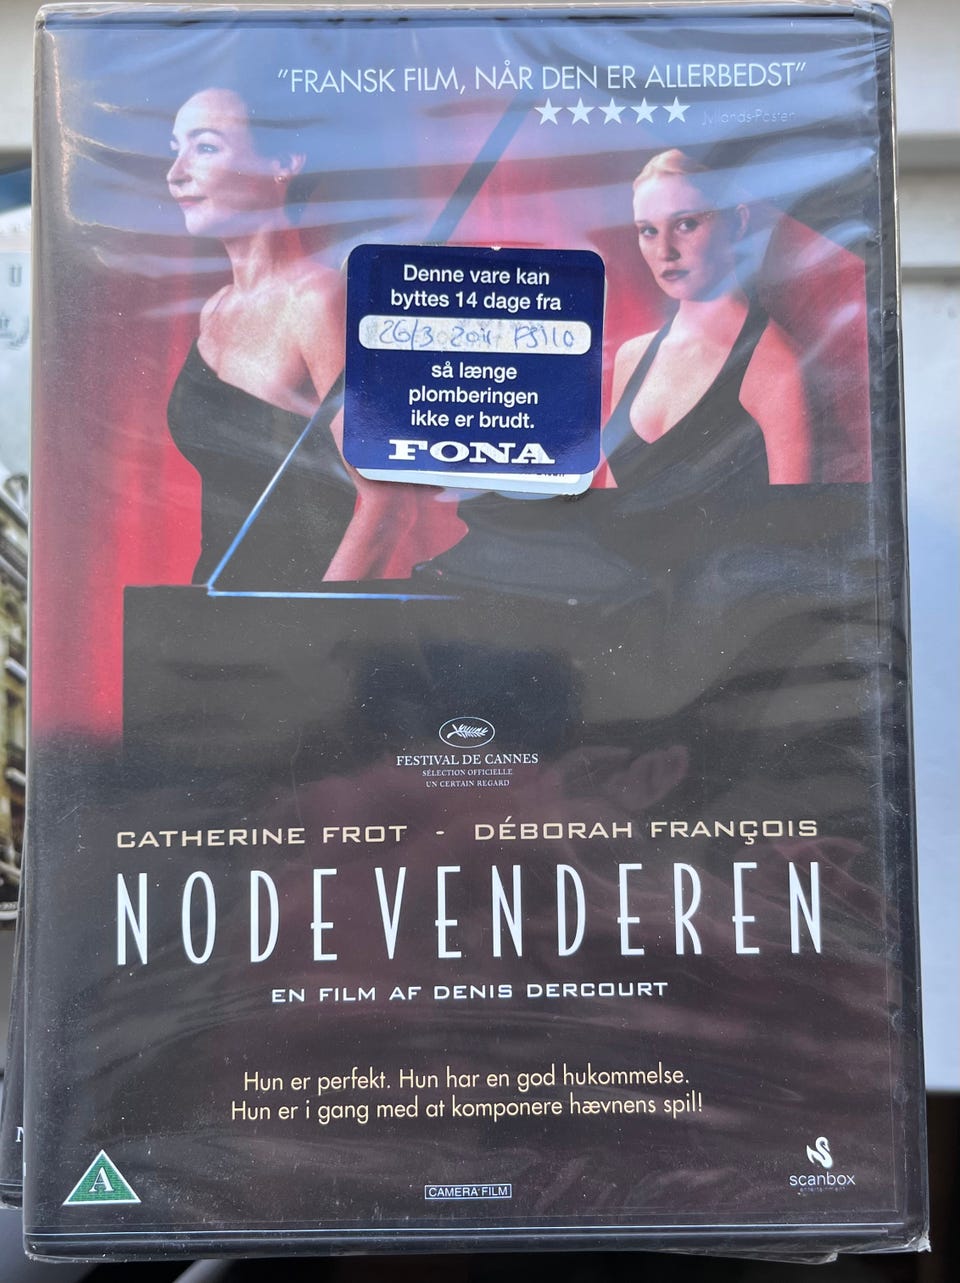 "FRANSK FILM, NÅR DEN ER ALLERBEDST"
Jyllands-Posten
Denne vare kan
byttes 14 dage fra
26/3
så længe
plomberingen
ikke er brudt.
FONA
FESTIVAL DE CANNES
SÉLECTION OFFICIELLE
UN CERTAIN REGARD
CATHERINE FROT - DÉBORAH FRANÇOIS
NODEVENDEREN
EN FILM AF DENIS DERCOURT
Hun er perfekt. Hun har en god hukommelse.
Hun er i gang med at komponere hævnens spil!
A
CAMERA FILM
scanbox
entertainment